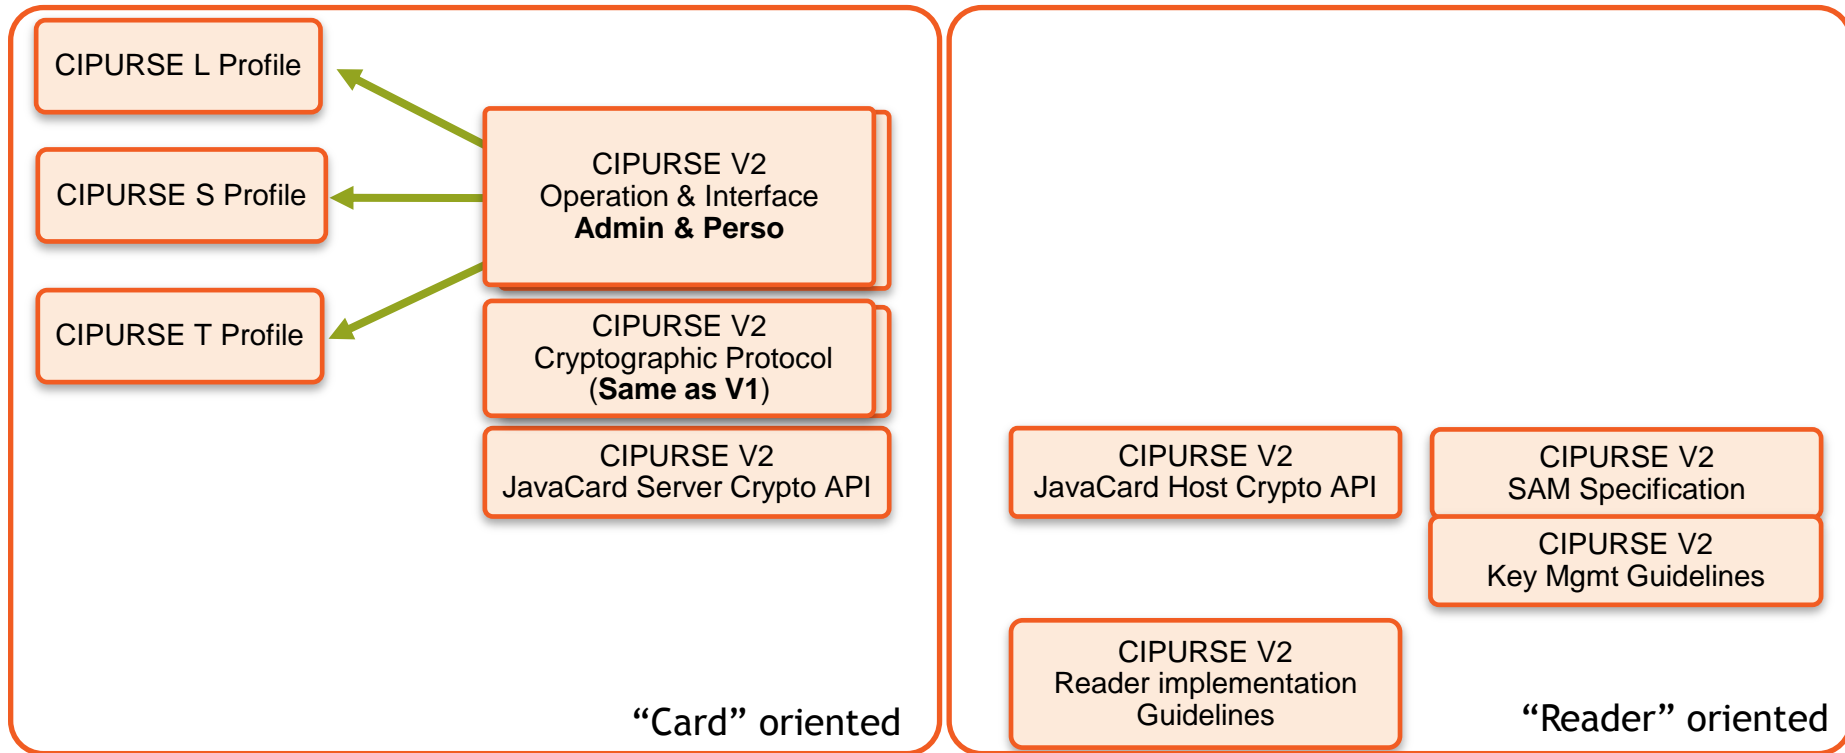 CIPURSE L Profile
CIPURSE S Profile
CIPURSE T Profile
CIPURSE V2
Operation & Interface
Admin & Perso
CIPURSE V2
Cryptographic Protocol
(Same as V1)
CIPURSE V2
JavaCard Server Crypto API
“Card” oriented
CIPURSE V2
JavaCard Host Crypto API
CIPURSE V2
SAM Specification
CIPURSE V2
Key Mgmt Guidelines
CIPURSE V2
Reader implementation
Guidelines
“Reader” oriented